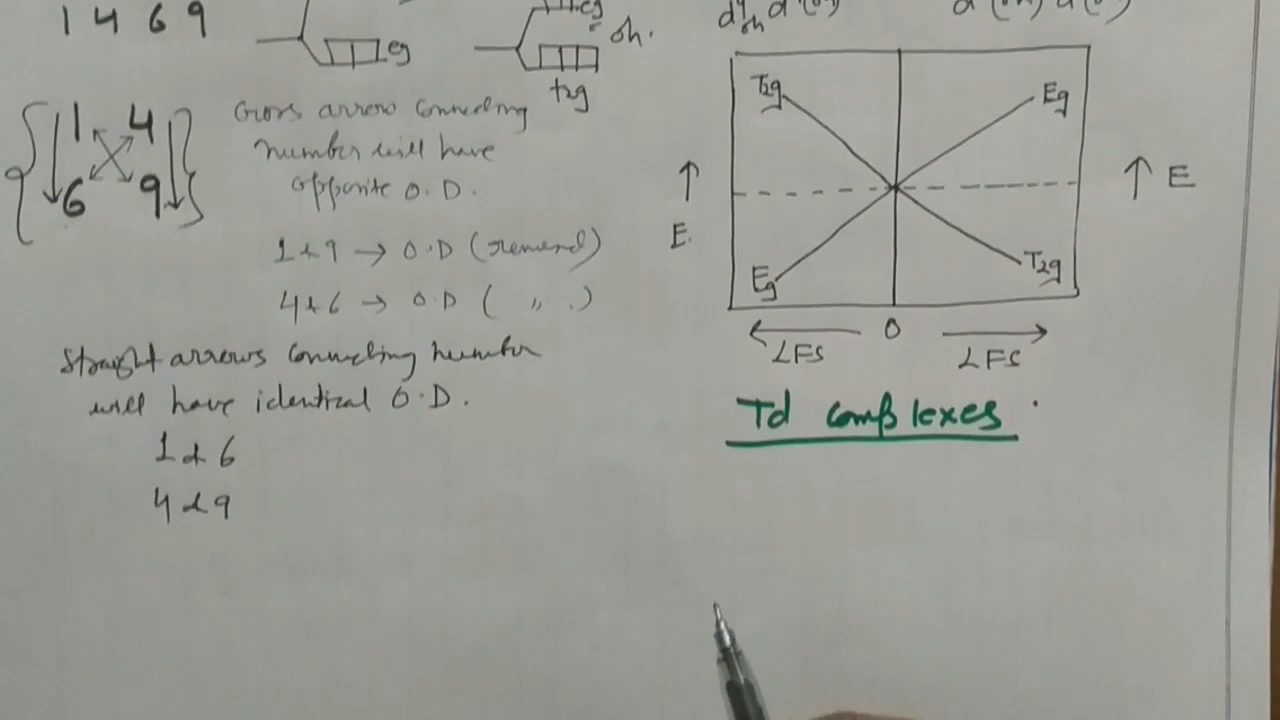 1 4 6 9
eg
eg
oh.
t2g
1 4
6 9
Cross arrow connecting
number will have
opposite O.D.
1 & 9 → O.D (
4 & 6 → O.D ( ,, .)
Straight arrows connecting number
will have identical O.D.
1 & 6
4 & 9
T2g
Eg
↑
E.
↑ E
Eg
T2g
0
LFS
LFS
Td complexes .